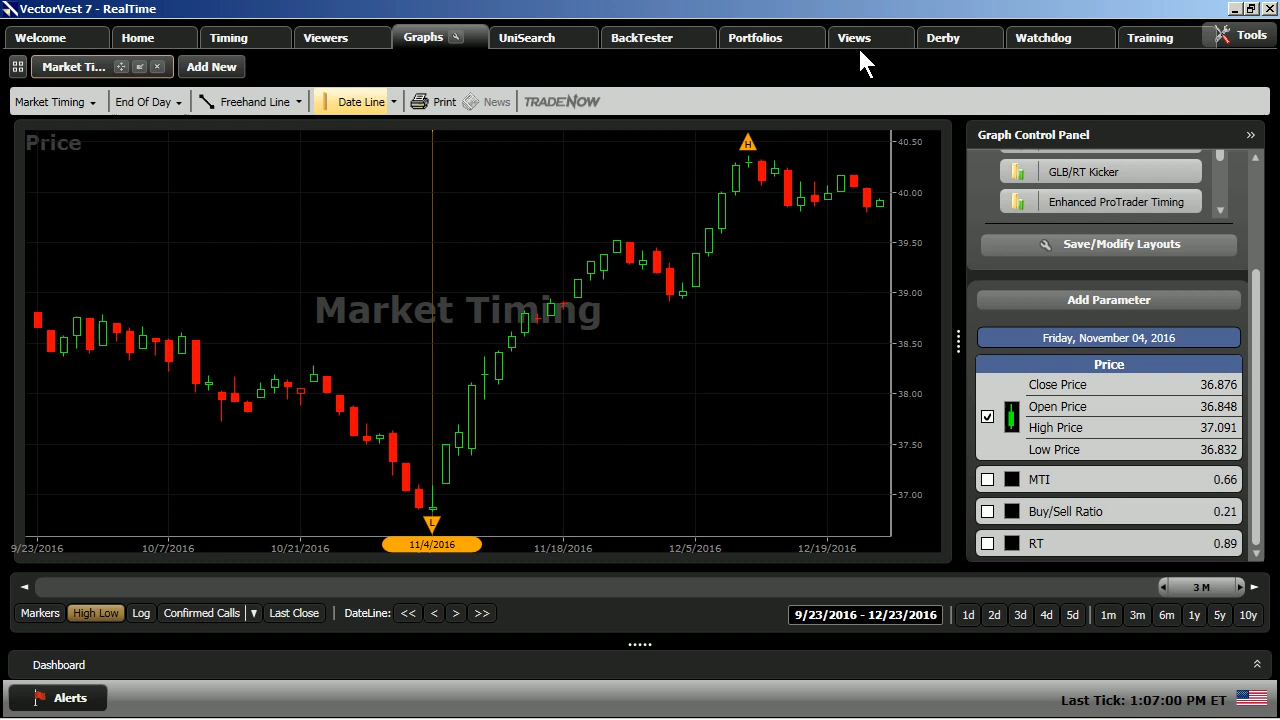 VectorVest 7 - RealTime
Welcome
Home
Timing
Viewers
Graphs
UniSearch
BackTester
Portfolios
Views
Derby
Watchdog
Training
Tools
Market Ti...
Add New
Market Timing
End Of Day
Freehand Line
Date Line
Print
News
TRADENOW
Price
Market Timing
H
L
40.50
40.00
39.50
39.00
38.50
38.00
37.50
37.00
9/23/2016
10/7/2016
10/21/2016
11/4/2016
11/18/2016
12/5/2016
12/19/2016
Graph Control Panel
GLB/RT Kicker
Enhanced ProTrader Timing
Save/Modify Layouts
Add Parameter
Friday, November 04, 2016
Price
Close Price 36.876
Open Price 36.848
High Price 37.091
Low Price 36.832
MTI 0.66
Buy/Sell Ratio 0.21
RT 0.89
3 M
Markers
High Low
Log
Confirmed Calls
Last Close
DateLine:
<<
<
>
>>
9/23/2016 - 12/23/2016
1d
2d
3d
4d
5d
1m
3m
6m
1y
5y
10y
Dashboard
Alerts
Last Tick: 1:07:00 PM ET